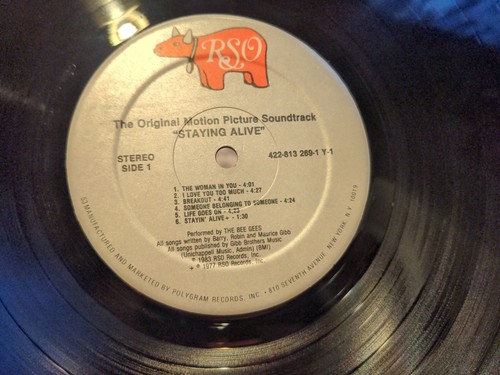 RSO
The Original Motion Picture Soundtrack
"STAYING ALIVE"
STEREO
SIDE 1
422-813 269-1 Y-1
1. THE WOMAN IN YOU - 4:01
2. I LOVE YOU TOO MUCH - 4:27
3. BREAKOUT - 4:41
4. SOMEONE BELONGING TO SOMEONE - 4:24
5. LIFE GOES ON - 4:25
6. STAYIN' ALIVE + - 1:30
Performed by THE BEE GEES
All songs written by Barry, Robin and Maurice Gibb
All songs published by Gibb Brothers Music
(Unichappell Music, Admin) (BMI)
℗ 1983 RSO Records, Inc.
+ ℗ 1977 RSO Records, Inc.
MANUFACTURED AND MARKETED BY POLYGRAM RECORDS, INC. • 810 SEVENTH AVENUE, NEW YORK, N.Y. 10019